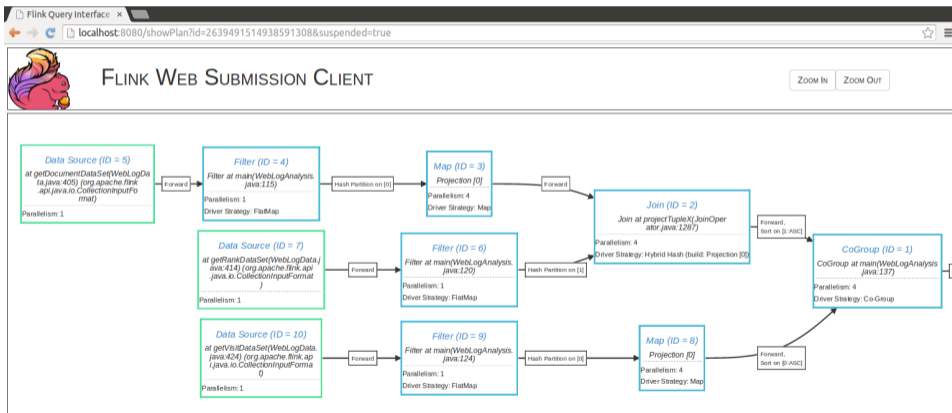 Flink Query Interface ×
localhost:8080/showPlan?id=2639491514938591308&suspended=true
FLINK WEB SUBMISSION CLIENT
ZOOM IN
ZOOM OUT
Data Source (ID = 5)
at getDocumentDataSet(WebLogDa
ta.java:405) (org.apache.flink
.api.java.io.CollectionInputFo
rmat)
Parallelism: 1
Forward
Filter (ID = 4)
Filter at main(WebLogAnalysis.
java:115)
Parallelism: 1
Driver Strategy: FlatMap
Hash Partition on [0]
Map (ID = 3)
Projection [0]
Parallelism: 4
Driver Strategy: Map
Forward
Data Source (ID = 7)
at getRankDataSet(WebLogData.j
ava:414) (org.apache.flink.api
.java.io.CollectionInputFormat
)
Parallelism: 1
Forward
Filter (ID = 6)
Filter at main(WebLogAnalysis.
java:120)
Parallelism: 1
Driver Strategy: FlatMap
Hash Partition on [1]
Join (ID = 2)
Join at projectTupleX(JoinOper
ator.java:1287)
Parallelism: 4
Driver Strategy: Hybrid Hash (build: Projection [0])
Forward,
Sort on [1:ASC]
CoGroup (ID = 1)
CoGroup at main(WebLogAnalysis
.java:137)
Parallelism: 4
Driver Strategy: Co-Group
Data Source (ID = 10)
at getVisitDataSet(WebLogData.
java:424) (org.apache.flink.ap
i.java.io.CollectionInputForma
t)
Parallelism: 1
Forward
Filter (ID = 9)
Filter at main(WebLogAnalysis.
java:124)
Parallelism: 1
Driver Strategy: FlatMap
Hash Partition on [0]
Map (ID = 8)
Projection [0]
Parallelism: 4
Driver Strategy: Map
Forward,
Sort on [0:ASC]